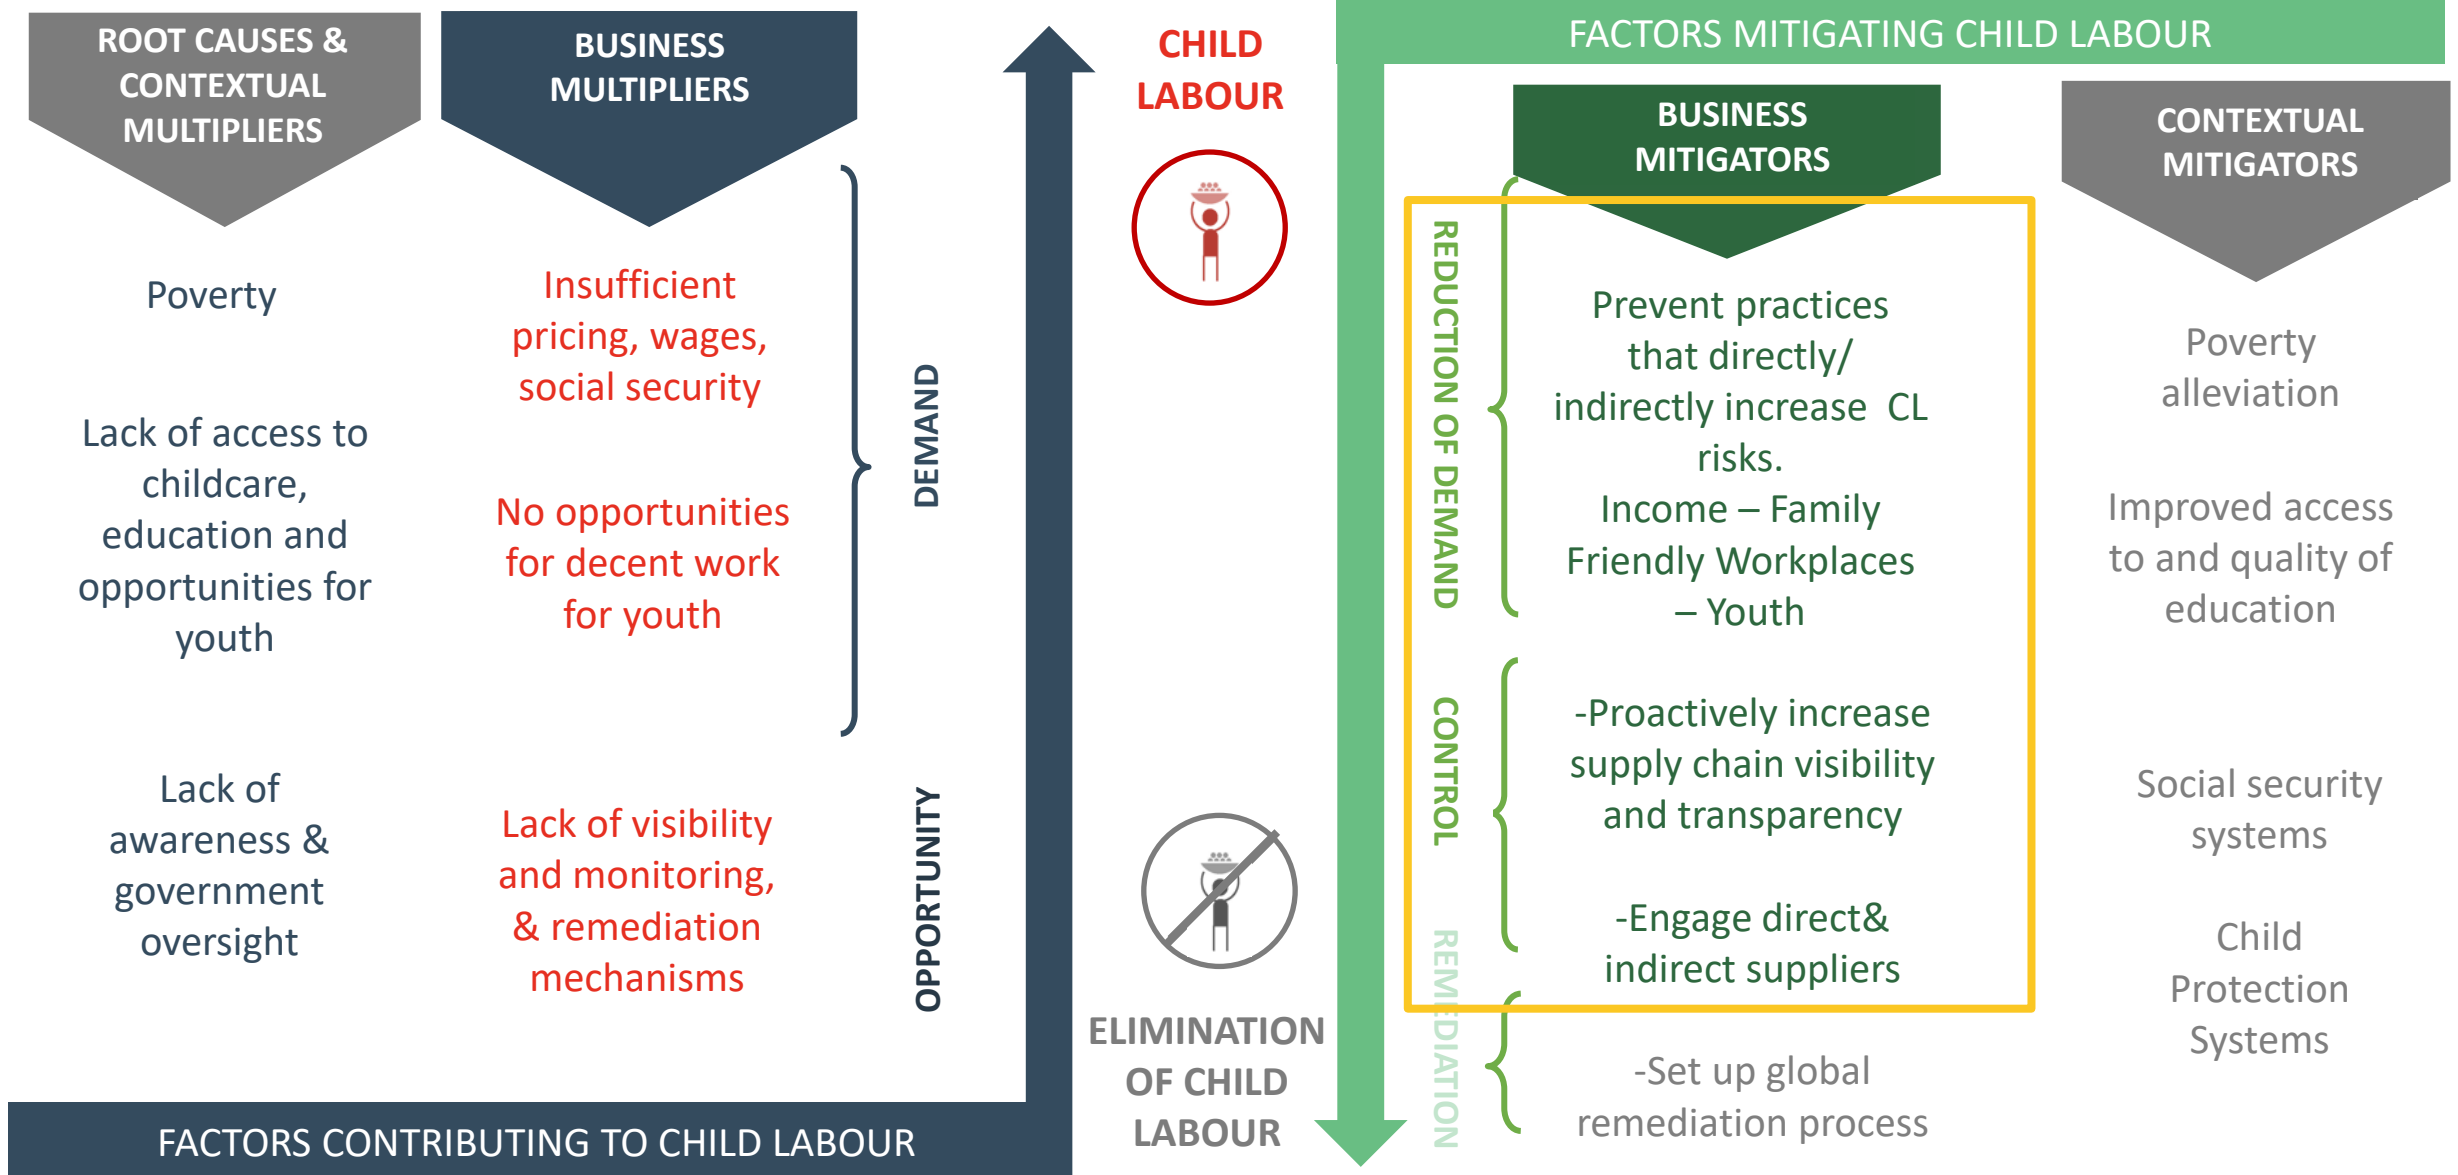 ROOT CAUSES &
CONTEXTUAL
MULTIPLIERS
Poverty
Lack of access to
childcare,
education and
opportunities for
youth
Lack of
awareness &
government
oversight
BUSINESS
MULTIPLIERS
Insufficient
pricing, wages,
social security
No opportunities
for decent work
for youth
Lack of visibility
and monitoring,
& remediation
mechanisms
DEMAND
OPPORTUNITY
FACTORS CONTRIBUTING TO CHILD LABOUR
CHILD
LABOUR
ELIMINATION
OF CHILD
LABOUR
FACTORS MITIGATING CHILD LABOUR
REDUCTION OF DEMAND
CONTROL
REMEDIATION
BUSINESS
MITIGATORS
Prevent practices
that directly/
indirectly increase  CL
risks.
Income – Family
Friendly Workplaces
– Youth
-Proactively increase
supply chain visibility
and transparency
-Engage direct&
indirect suppliers
-Set up global
remediation process
CONTEXTUAL
MITIGATORS
Poverty
alleviation
Improved access
to and quality of
education
Social security
systems
Child
Protection
Systems